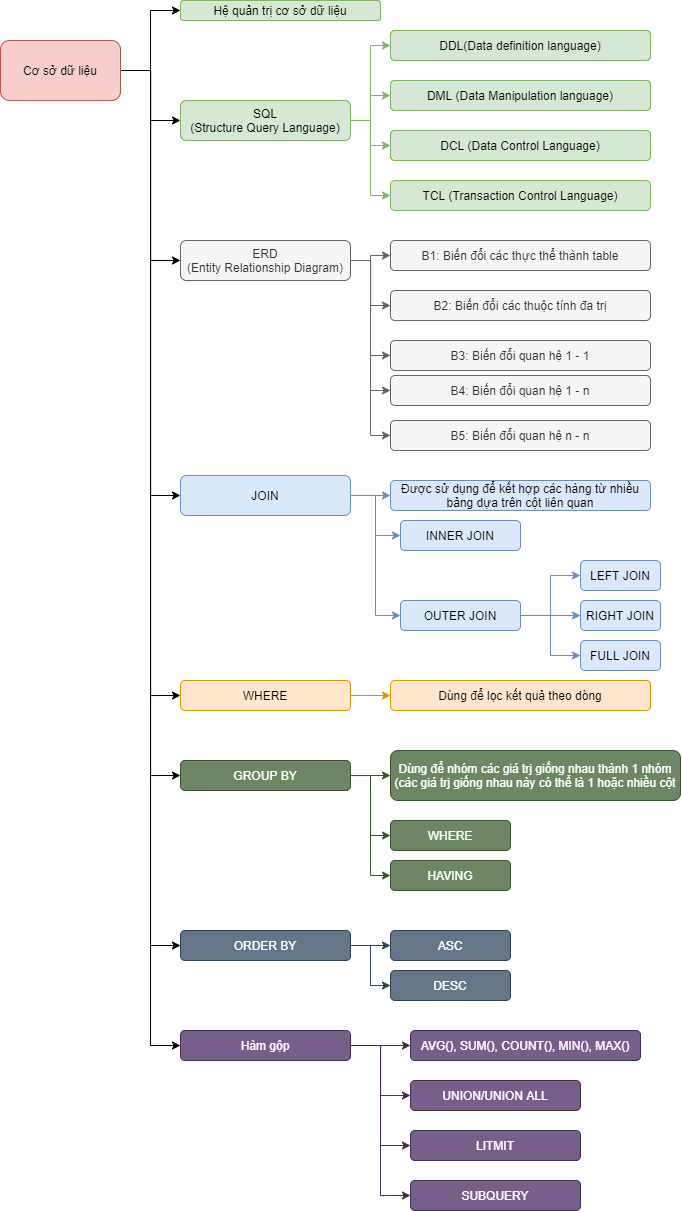 Hệ quản trị cơ sở dữ liệu
Cơ sở dữ liệu
SQL
(Structure Query Language)
DDL(Data definition language)
DML (Data Manipulation language)
DCL (Data Control Language)
TCL (Transaction Control Language)
ERD
(Entity Relationship Diagram)
B1: Biến đổi các thực thể thành table
B2: Biến đổi các thuộc tính đa trị
B3: Biến đổi quan hệ 1 - 1
B4: Biến đổi quan hệ 1 - n
B5: Biến đổi quan hệ n - n
JOIN
Được sử dụng để kết hợp các hàng từ nhiều
bảng dựa trên cột liên quan
INNER JOIN
OUTER JOIN
LEFT JOIN
RIGHT JOIN
FULL JOIN
WHERE
Dùng để lọc kết quả theo dòng
GROUP BY
Dùng để nhóm các giá trị giống nhau thành 1 nhóm
(các giá trị giống nhau này có thể là 1 hoặc nhiều cột
WHERE
HAVING
ORDER BY
ASC
DESC
Hàm gộp
AVG(), SUM(), COUNT(), MIN(), MAX()
UNION/UNION ALL
LITMIT
SUBQUERY